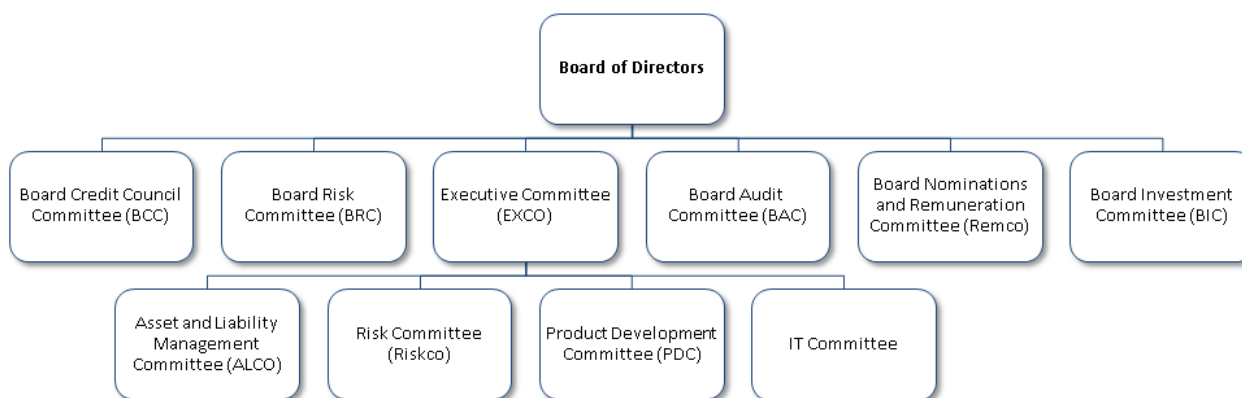 Board of Directors
Board Credit Council
Committee (BCC)
Board Risk
Committee (BRC)
Executive Committee
(EXCO)
Board Audit
Committee (BAC)
Board Nominations
and Remuneration
Committee (Remco)
Board Investment
Committee (BIC)
Asset and Liability
Management
Committee (ALCO)
Risk Committee
(Riskco)
Product Development
Committee (PDC)
IT Committee